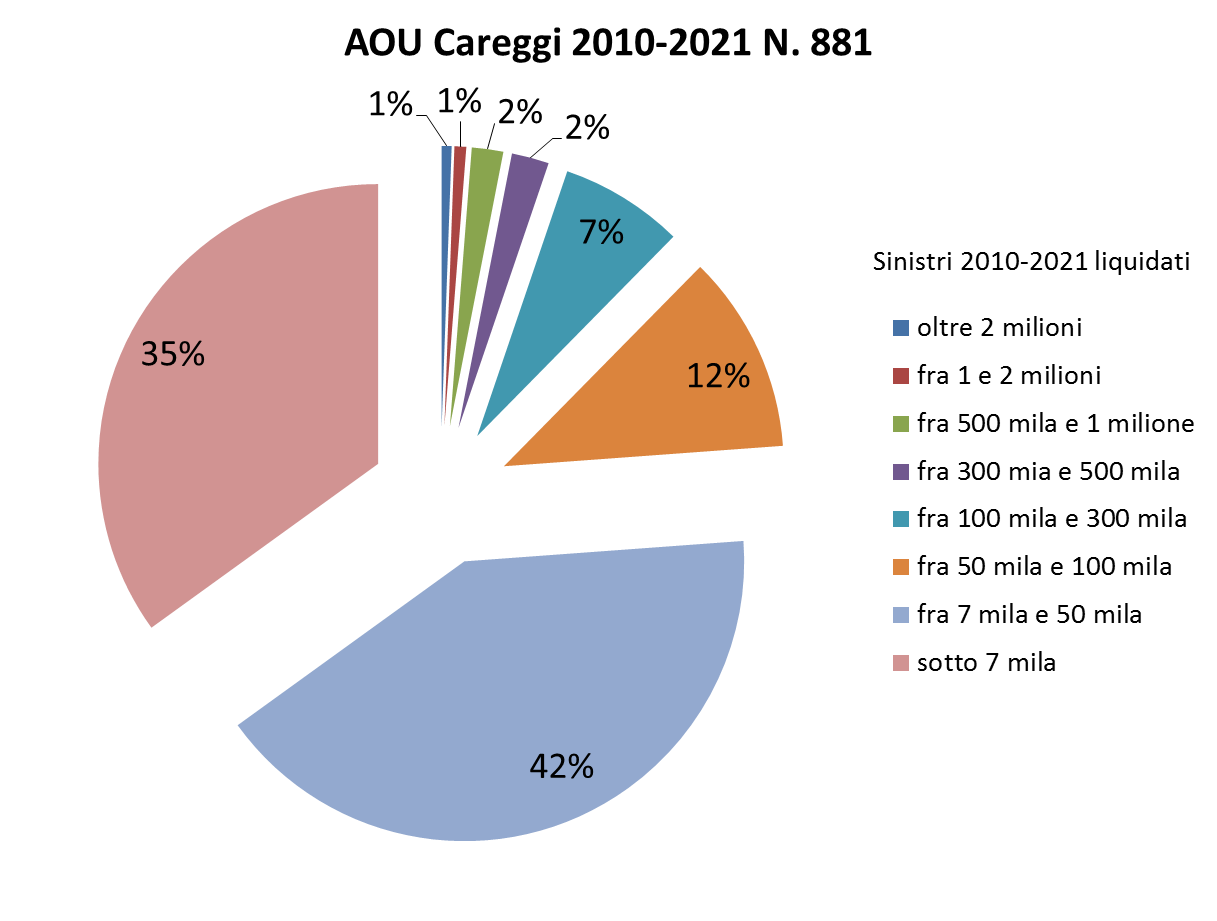 AOU Careggi 2010-2021 N. 881
1%
1%
2%
2%
7%
12%
35%
42%
Sinistri 2010-2021 liquidati
oltre 2 milioni
fra 1 e 2 milioni
fra 500 mila e 1 milione
fra 300 mia e 500 mila
fra 100 mila e 300 mila
fra 50 mila e 100 mila
fra 7 mila e 50 mila
sotto 7 mila